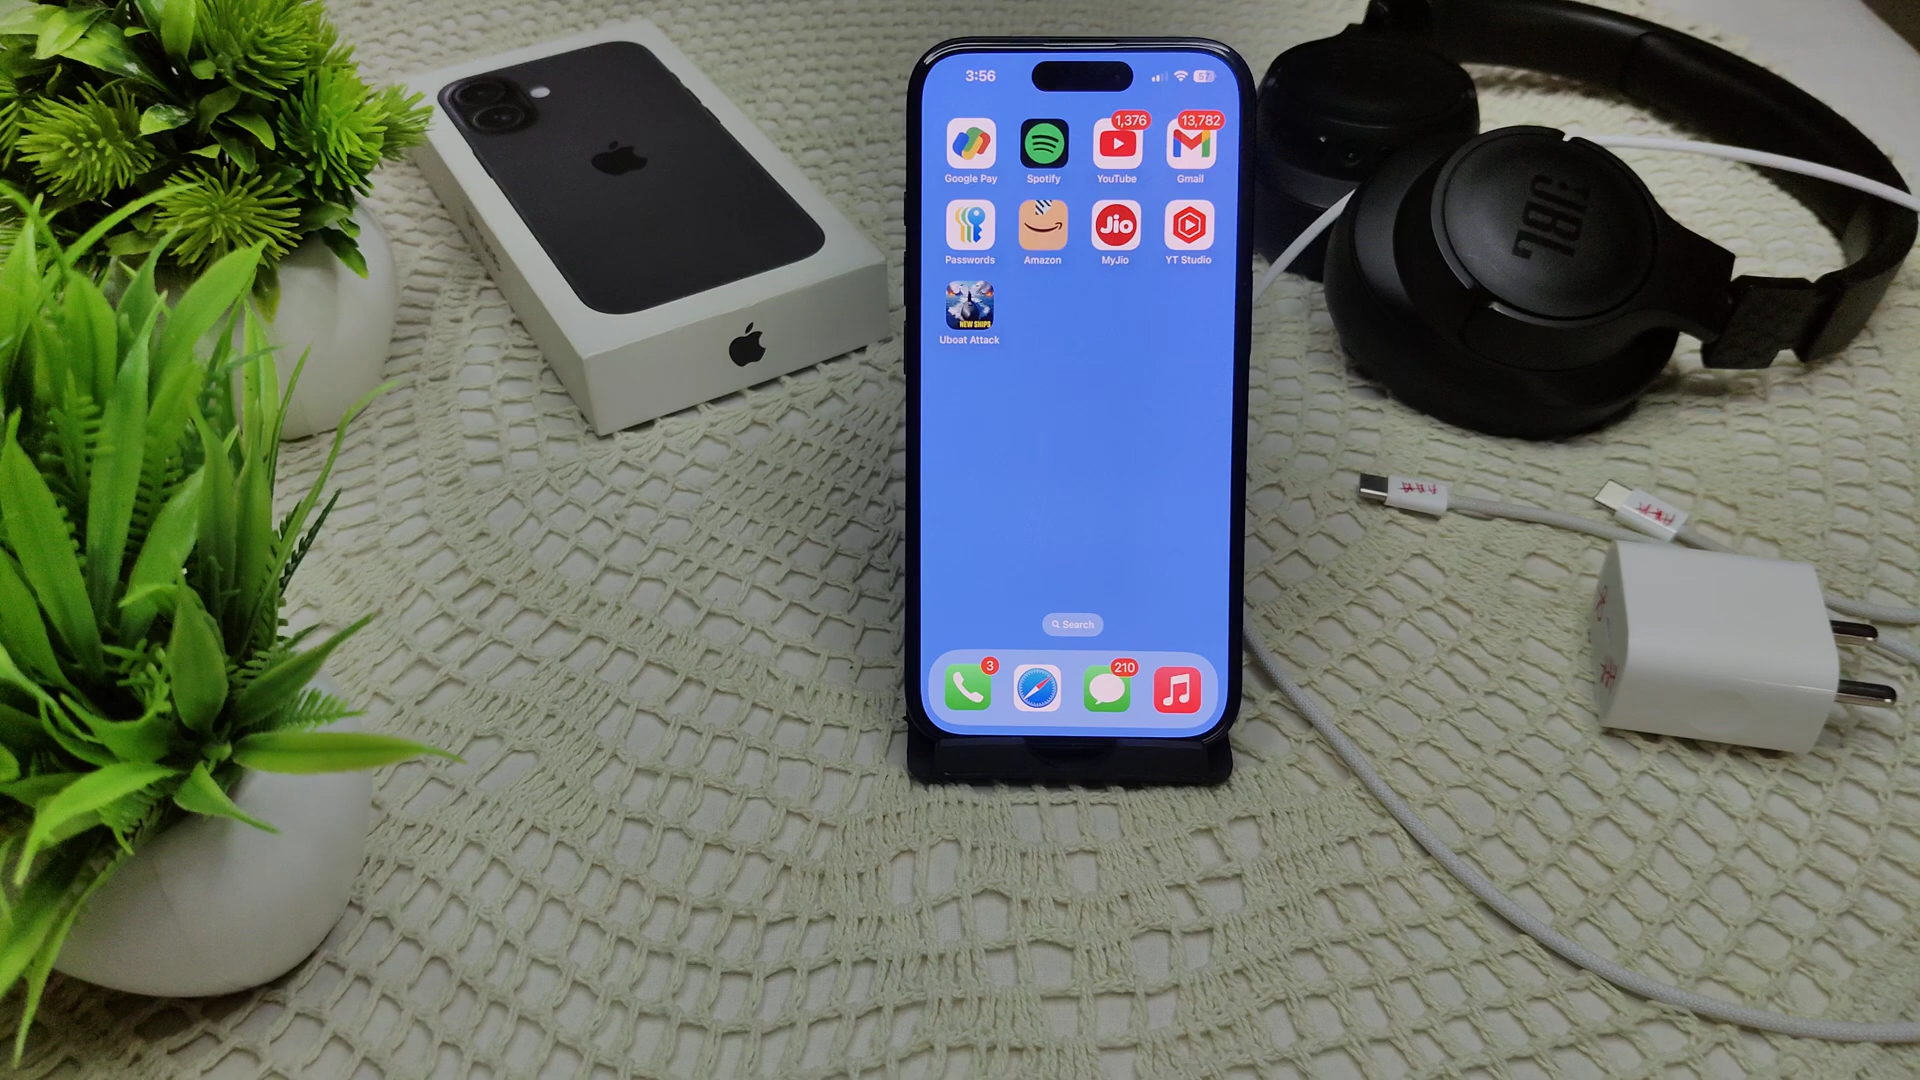 3:56
57
1,376
13,782
Google Pay
Spotify
YouTube
Gmail
Jio
Passwords
Amazon
MyJio
YT Studio
NEW SHIPS
Uboat Attack
Search
3
210
JBL